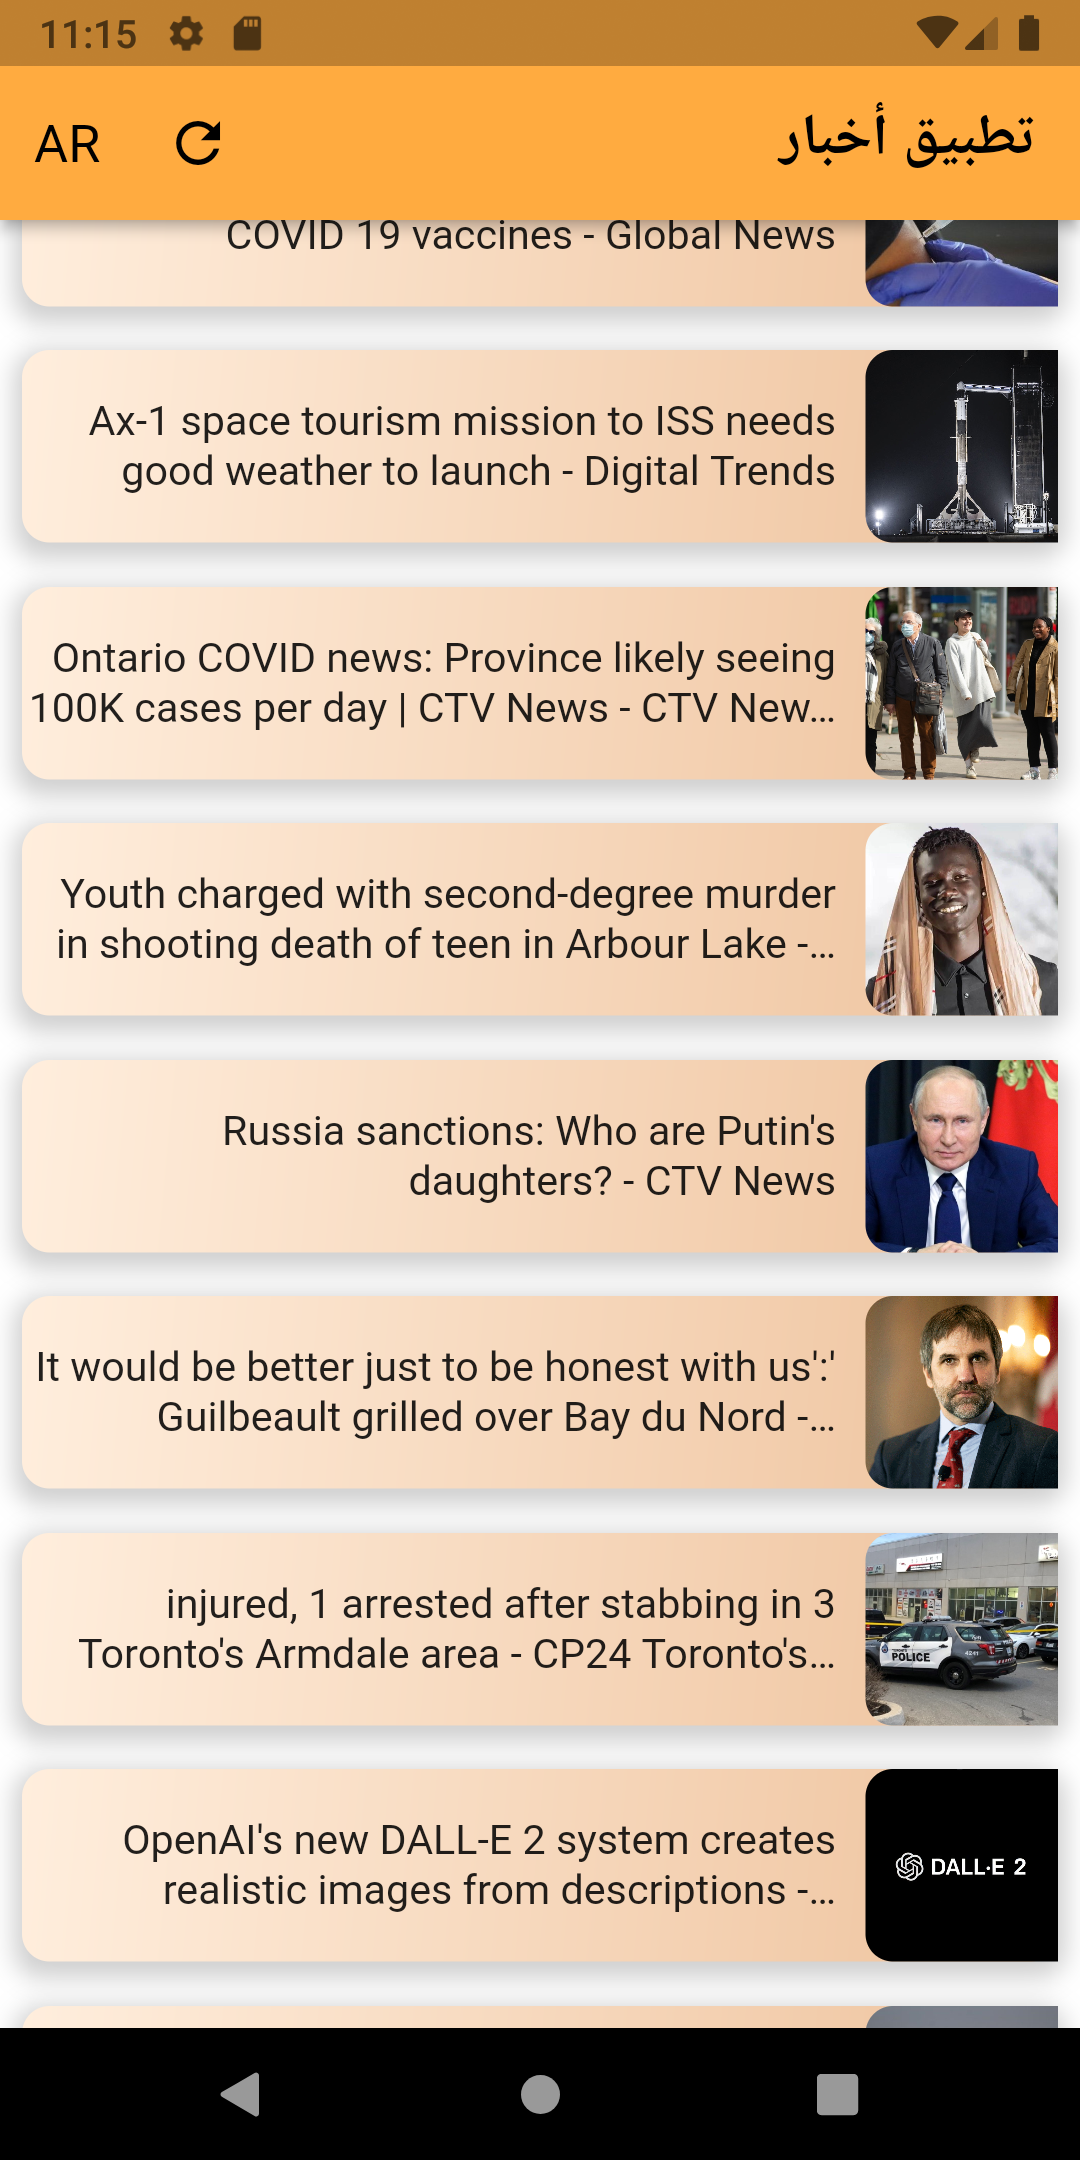 11:15
AR
تطبيق أخبار
COVID 19 vaccines - Global News
Ax-1 space tourism mission to ISS needs
good weather to launch - Digital Trends
Ontario COVID news: Province likely seeing
100K cases per day | CTV News - CTV New...
Youth charged with second-degree murder
in shooting death of teen in Arbour Lake -...
Russia sanctions: Who are Putin's
daughters? - CTV News
It would be better just to be honest with us':'
Guilbeault grilled over Bay du Nord -...
injured, 1 arrested after stabbing in 3
Toronto's Armdale area - CP24 Toronto's...
POLICE
OpenAI's new DALL-E 2 system creates
realistic images from descriptions -...
DALL·E 2